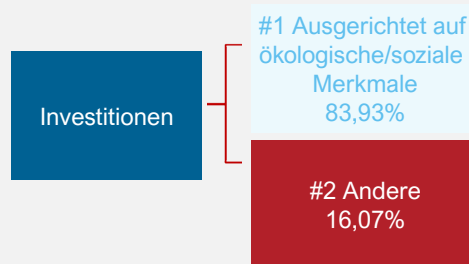 Investitionen
#1 Ausgerichtet auf
ökologische/soziale
Merkmale
83,93%
#2 Andere
16,07%